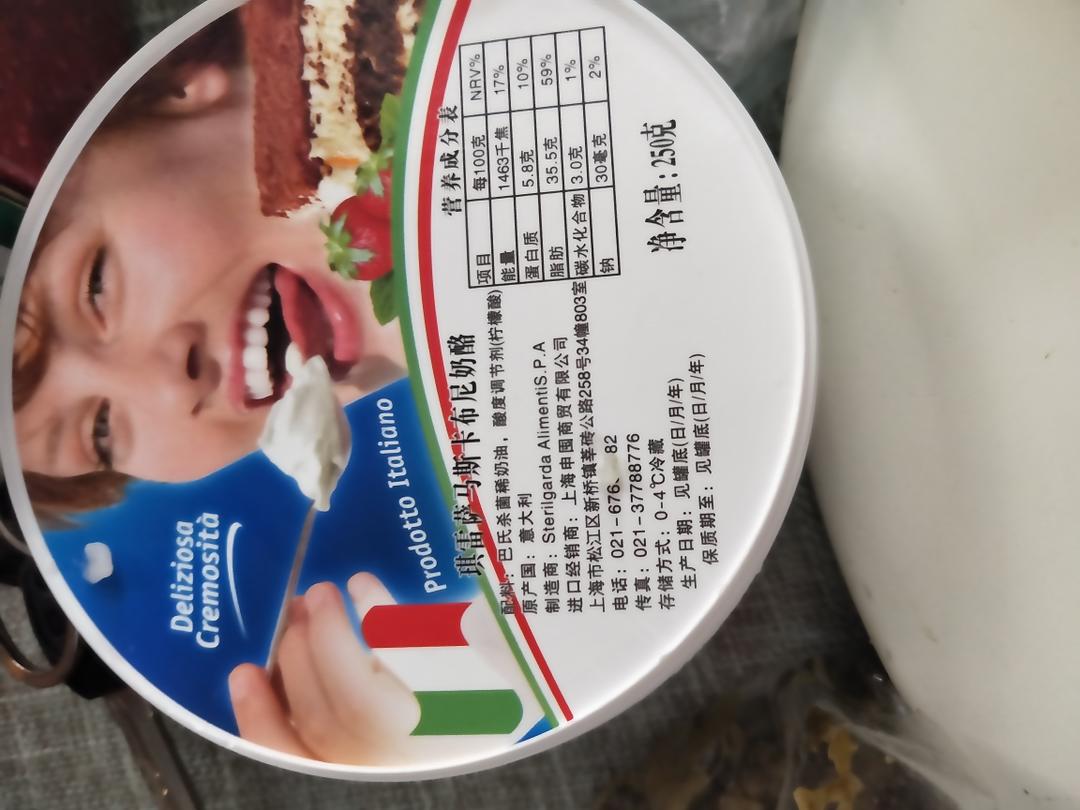 Deliziosa
Cremosità
Prodotto Italiano
琪雷萨马斯卡布尼奶酪
配料：巴氏杀菌稀奶油，酸度调节剂(柠檬酸)
原产国：意大利
制造商：Sterilgarda AlimentiS.P.A
进口经销商：上海申囤商贸有限公司
上海市松江区新桥镇莘砖公路258号34幢803室
电话：021-676 82
传真：021-37788776
存储方式：0-4℃冷藏
生产日期：见罐底(日/月/年)
保质期至：见罐底(日/月/年)
营养成分表
项目 每100克 NRV%
能量 1463千焦 17%
蛋白质 5.8克 10%
脂肪 35.5克 59%
碳水化合物 3.0克 1%
钠 30毫克 2%
净含量：250克